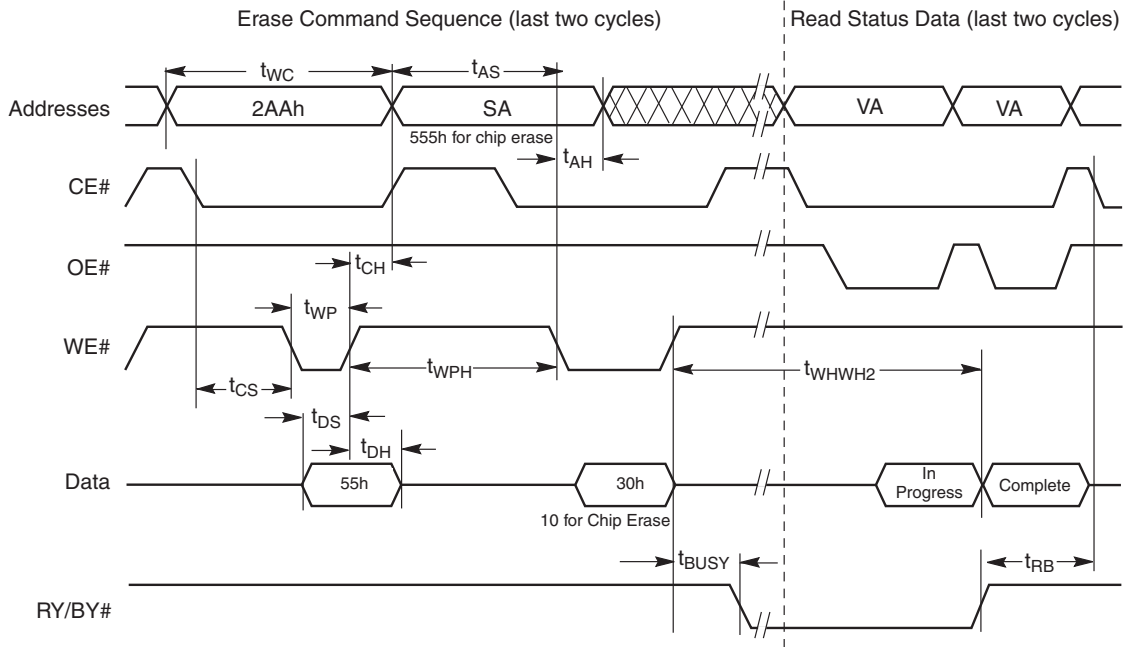 Erase Command Sequence (last two cycles)
Read Status Data (last two cycles)
tWC
tAS
Addresses
2AAh
SA
VA
VA
555h for chip erase
tAH
CE#
OE#
tCH
tWP
WE#
tWPH
tWHWH2
tCS
tDS
tDH
Data
55h
30h
In
Progress
Complete
10 for Chip Erase
tBUSY
tRB
RY/BY#